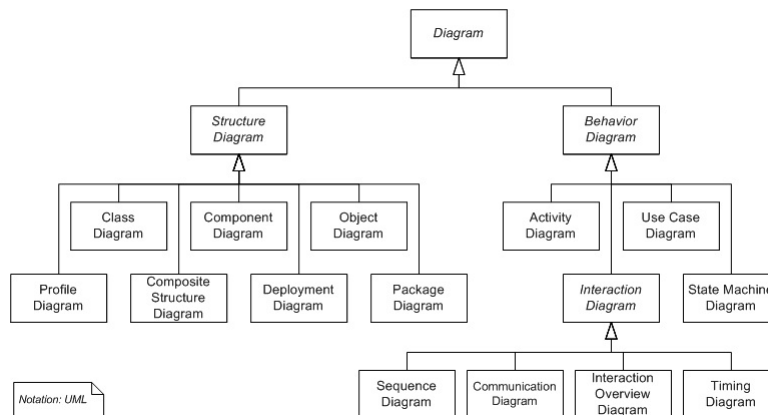 Diagram
Structure
Diagram
Behavior
Diagram
Class
Diagram
Component
Diagram
Object
Diagram
Activity
Diagram
Use Case
Diagram
Profile
Diagram
Composite
Structure
Diagram
Deployment
Diagram
Package
Diagram
Interaction
Diagram
State Machine
Diagram
Sequence
Diagram
Communication
Diagram
Interaction
Overview
Diagram
Timing
Diagram
Notation: UML